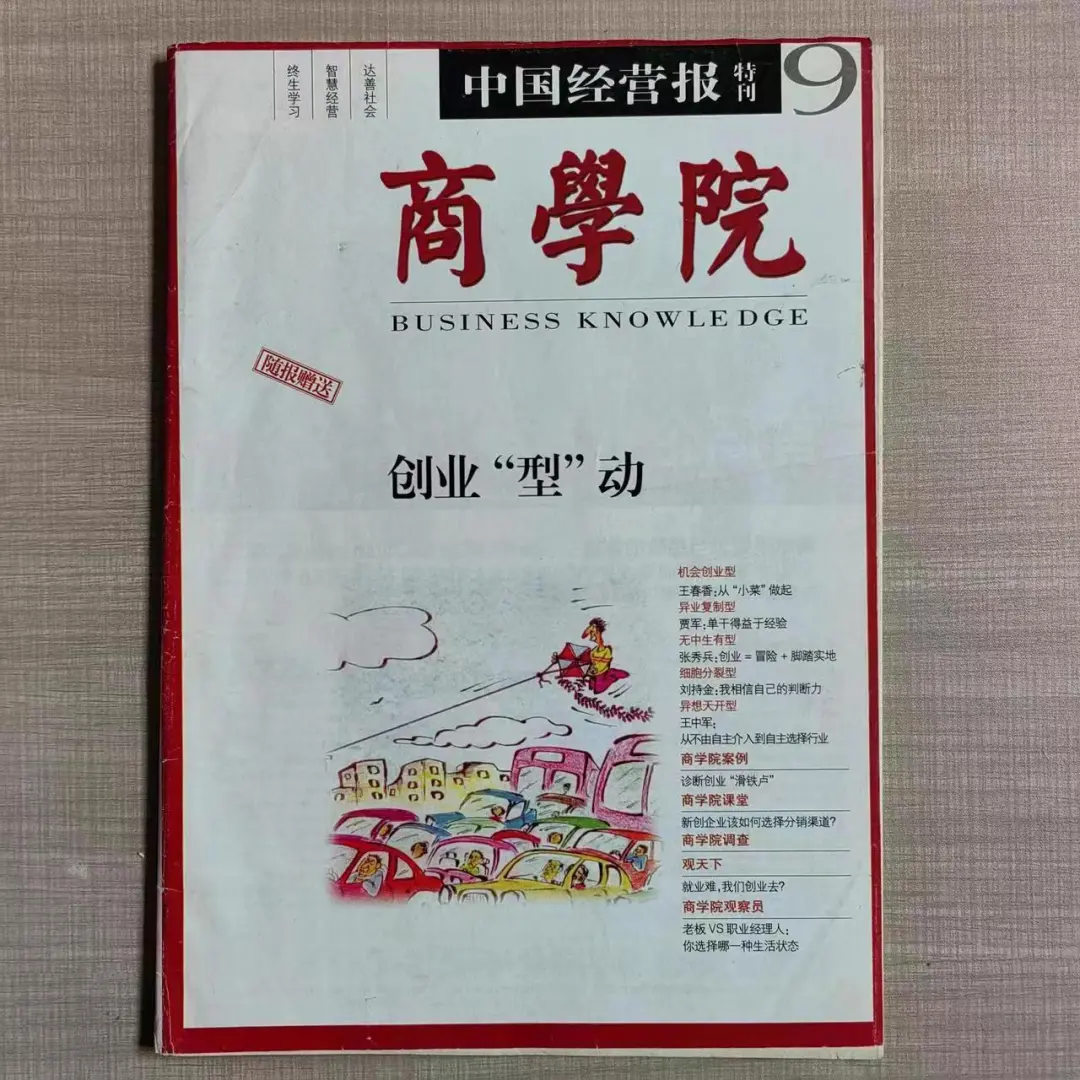 终生学习
智慧经营
达善社会
中国经营报
特刊
9
商學院
BUSINESS KNOWLEDGE
随报赠送
创业“型”动
机会创业型
王春香:从“小菜”做起
异业复制型
贾军:单干得益于经验
无中生有型
张秀兵:创业=冒险+脚踏实地
细胞分裂型
刘持金:我相信自己的判断力
异想天开型
王中军:
从不由自主介入到自主选择行业
商学院案例
诊断创业“滑铁卢”
商学院课堂
新创企业该如何选择分销渠道?
商学院调查
观天下
就业难,我们创业去?
商学院观察员
老板VS职业经理人:
你选择哪一种生活状态